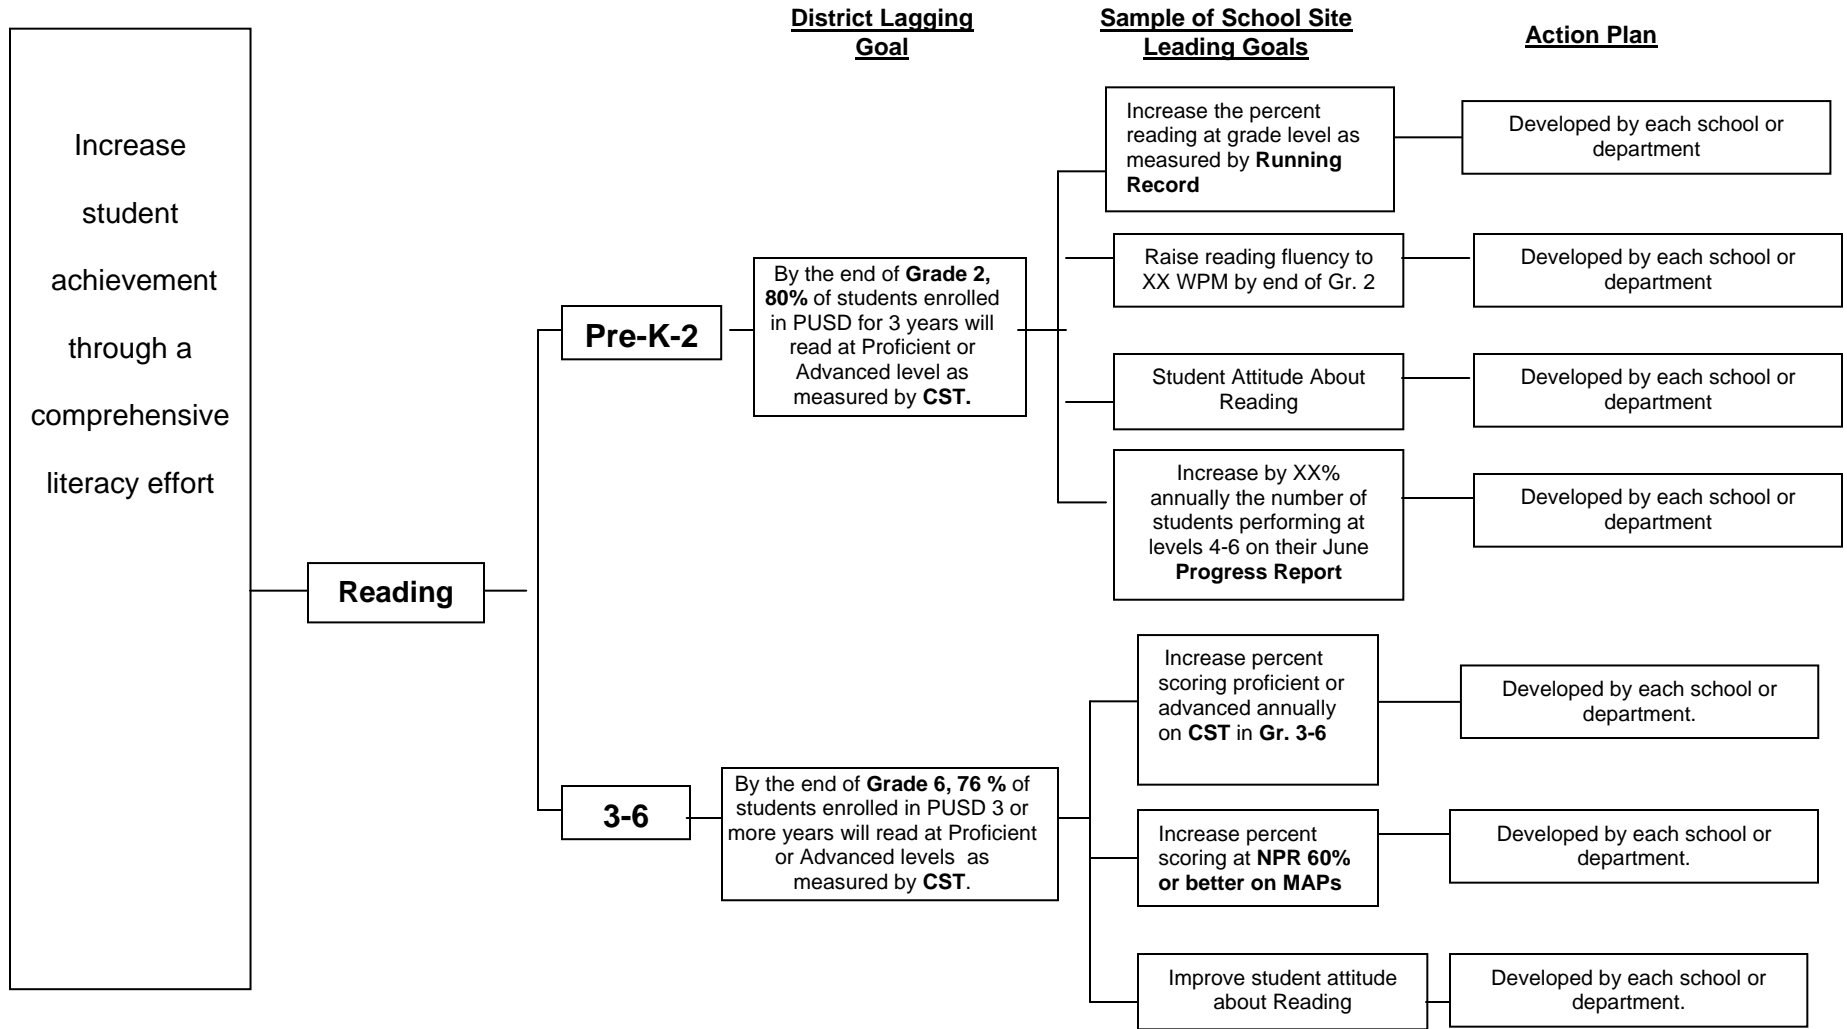 District Lagging
Goal
Sample of School Site
Leading Goals
Action Plan
Increase
student
achievement
through a
comprehensive
literacy effort
Reading
Pre-K-2
By the end of Grade 2,
80% of students enrolled
in PUSD for 3 years will
read at Proficient or
Advanced level as
measured by CST.
Increase the percent
reading at grade level as
measured by Running
Record
Developed by each school or
department
Raise reading fluency to
XX WPM by end of Gr. 2
Developed by each school or
department
Student Attitude About
Reading
Developed by each school or
department
Increase by XX%
annually the number of
students performing at
levels 4-6 on their June
Progress Report
Developed by each school or
department
3-6
By the end of Grade 6, 76 % of
students enrolled in PUSD 3 or
more years will read at Proficient
or Advanced levels as
measured by CST.
Increase percent
scoring proficient or
advanced annually
on CST in Gr. 3-6
Developed by each school or
department.
Increase percent
scoring at NPR 60%
or better on MAPs
Developed by each school or
department.
Improve student attitude
about Reading
Developed by each school or
department.